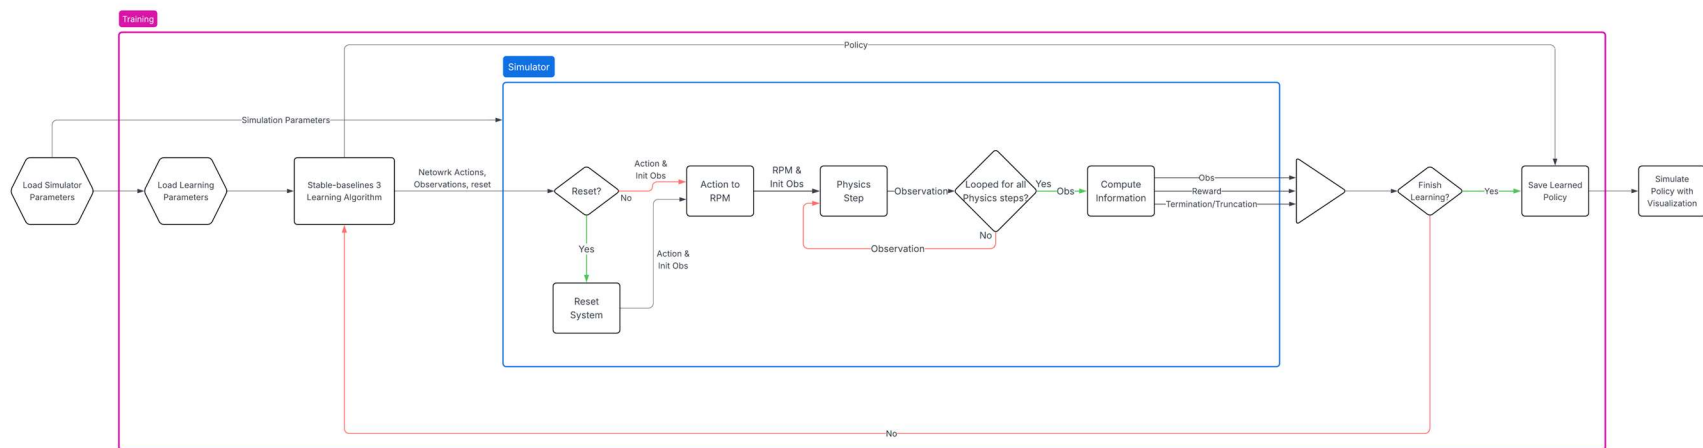 Training
Policy
Simulator
Simulation Parameters
Load Simulator
Parameters
Load Learning
Parameters
Stable-baselines 3
Learning Algorithm
Netowrk Actions,
Observations, reset
Reset?
Action &
Init Obs
No
Yes
Reset
System
Action &
Init Obs
Action to
RPM
RPM &
Init Obs
Physics
Step
Observation
Looped for all
Physics steps?
Yes
Obs
No
Observation
Compute
Information
Obs
Reward
Termination/Truncation
Finish
Learning?
Yes
No
Save Learned
Policy
Simulate
Policy with
Visualization